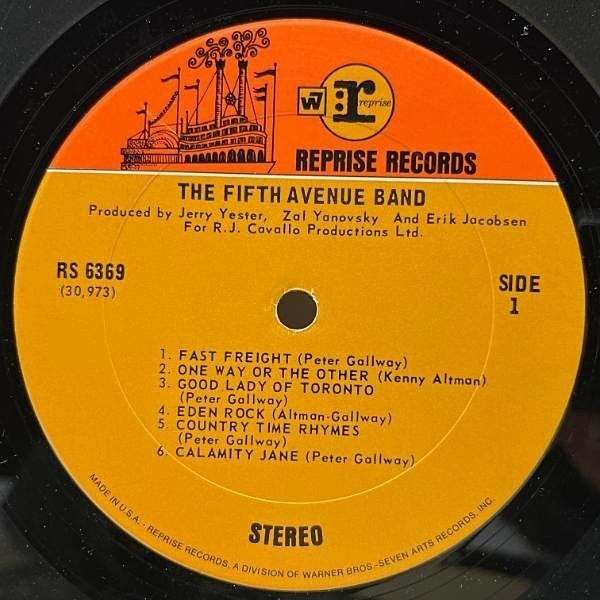 W7
r: reprise
REPRISE RECORDS
THE FIFTH AVENUE BAND
Produced by Jerry Yester, Zal Yanovsky And Erik Jacobsen
For R.J. Cavallo Productions Ltd.
RS 6369
(30,973)
SIDE
1
1. FAST FREIGHT (Peter Gallway)
2. ONE WAY OR THE OTHER (Kenny Altman)
3. GOOD LADY OF TORONTO
(Peter Gallway)
4. EDEN ROCK (Altman-Gallway)
5. COUNTRY TIME RHYMES
(Peter Gallway)
6. CALAMITY JANE (Peter Gallway)
STEREO
MADE IN U.S.A. · REPRISE RECORDS, A DIVISION OF WARNER BROS.-SEVEN ARTS RECORDS, INC.